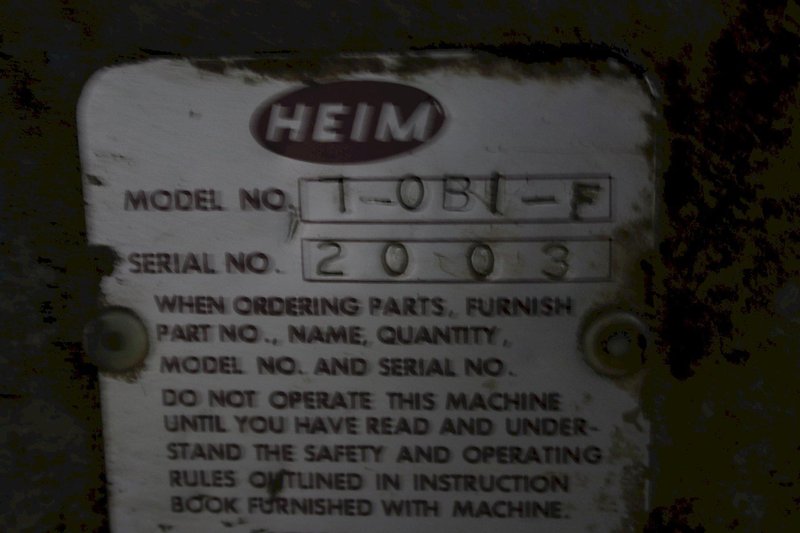 HEIM
MODEL NO. 7-OBI-F
SERIAL NO. 2003
WHEN ORDERING PARTS, FURNISH
PART NO., NAME, QUANTITY,
MODEL NO. AND SERIAL NO.
DO NOT OPERATE THIS MACHINE
UNTIL YOU HAVE READ AND UNDER-
STAND THE SAFETY AND OPERATING
RULES OUTLINED IN INSTRUCTION
BOOK FURNISHED WITH MACHINE.